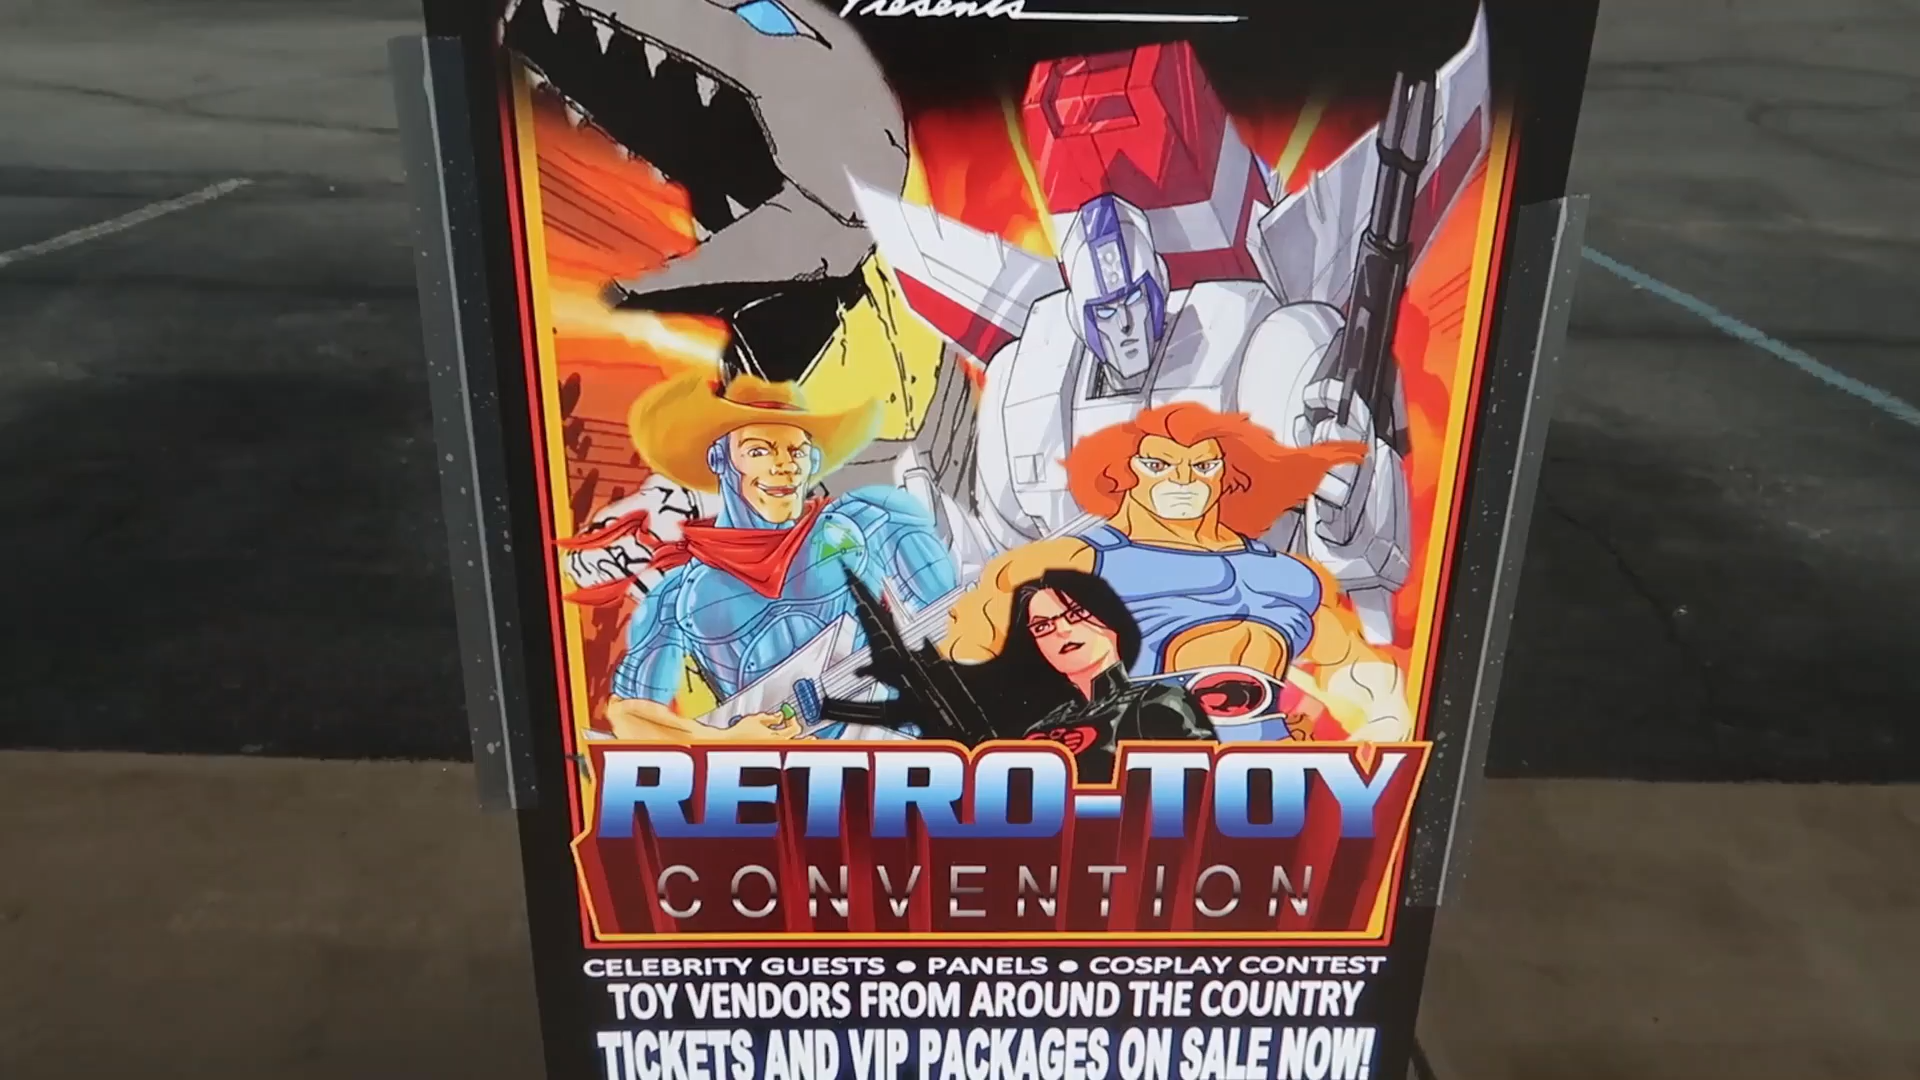 Presents
RETRO-TOY
CONVENTION
CELEBRITY GUESTS • PANELS • COSPLAY CONTEST
TOY VENDORS FROM AROUND THE COUNTRY
TICKETS AND VIP PACKAGES ON SALE NOW!